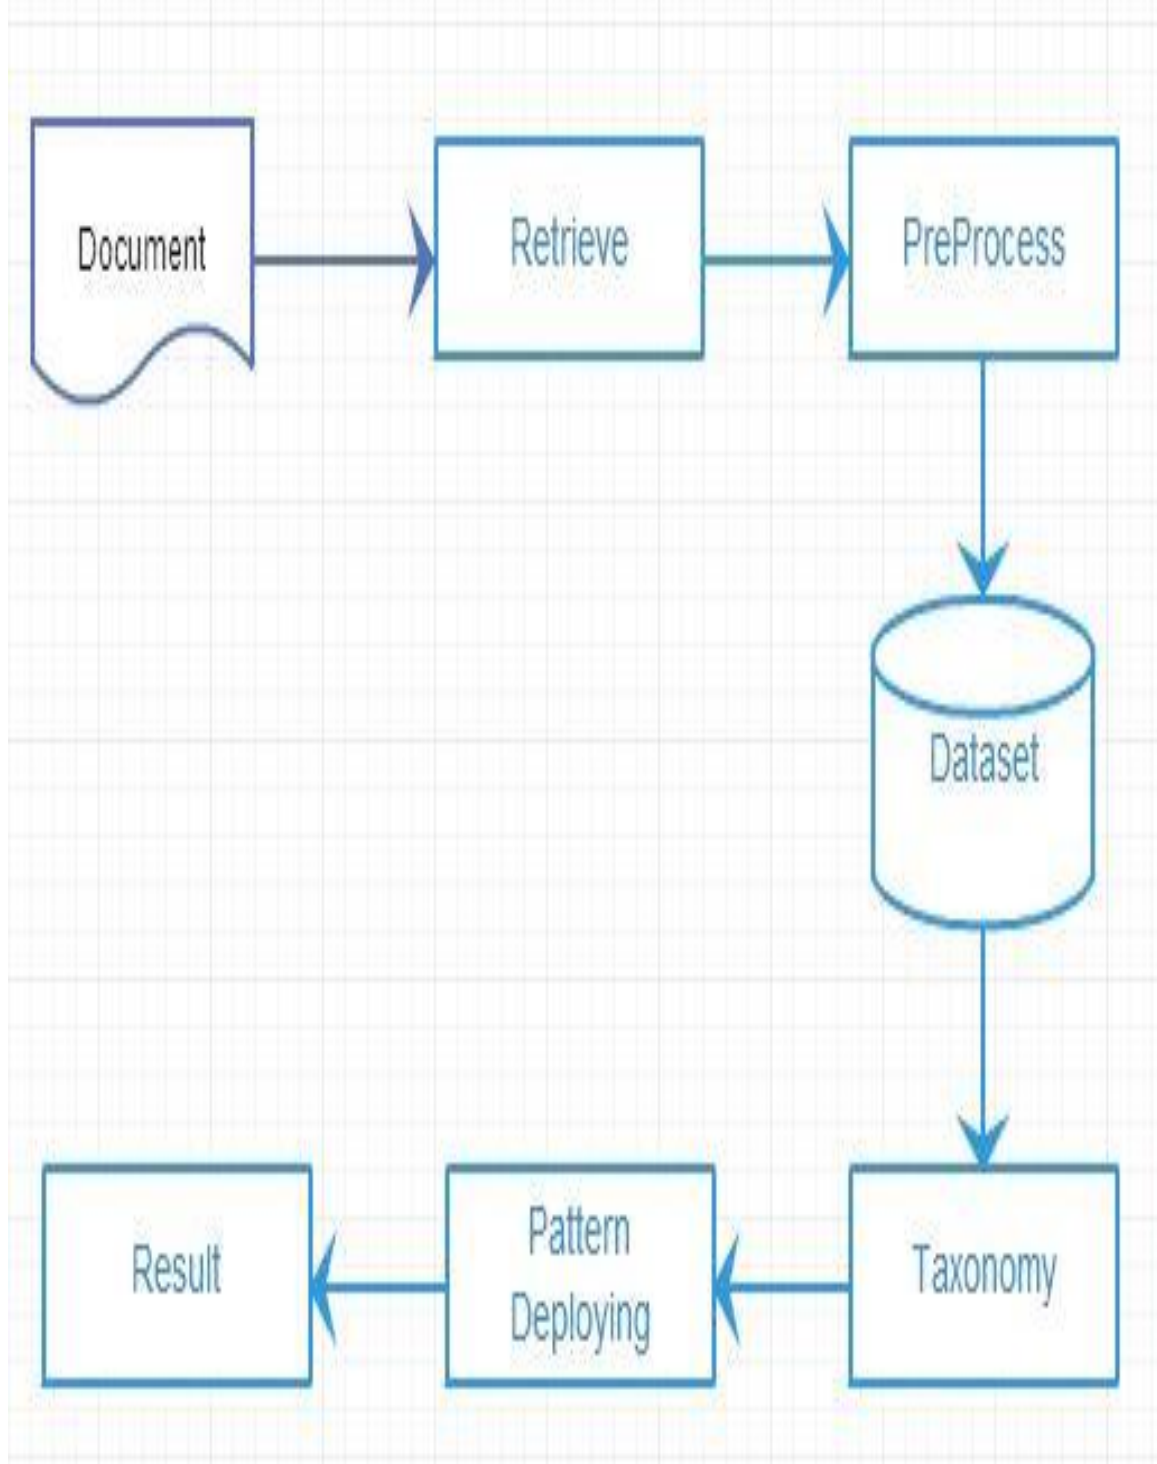 Document
Retrieve
PreProcess
Dataset
Taxonomy
Pattern
Deploying
Result